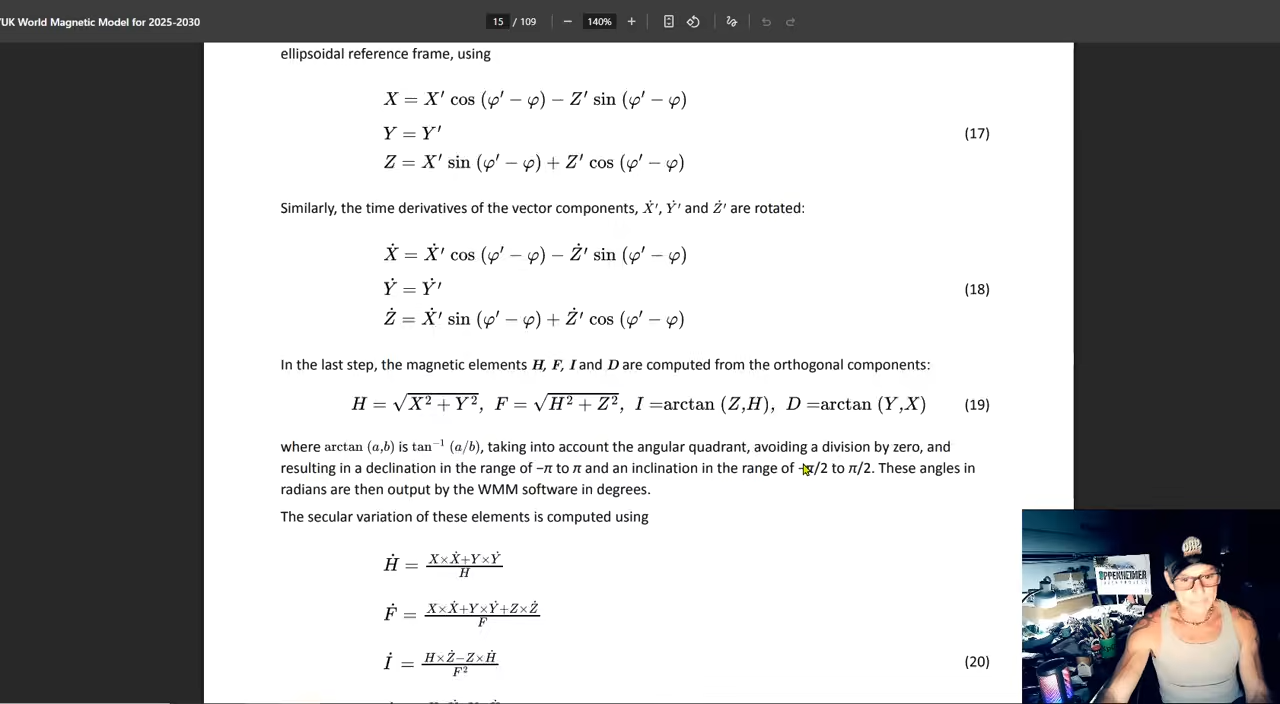 /UK World Magnetic Model for 2025-2030
15 / 109
140%
ellipsoidal reference frame, using
X = X′ cos (φ′ − φ) − Z′ sin (φ′ − φ)
Y = Y′
(17)
Z = X′ sin (φ′ − φ) + Z′ cos (φ′ − φ)
Similarly, the time derivatives of the vector components, Ẋ′, Ẏ′ and Ż′ are rotated:
Ẋ = Ẋ′ cos (φ′ − φ) − Ż′ sin (φ′ − φ)
Ẏ = Ẏ′
(18)
Ż = Ẋ′ sin (φ′ − φ) + Ż′ cos (φ′ − φ)
In the last step, the magnetic elements H, F, I and D are computed from the orthogonal components:
H = √X² + Y², F = √H² + Z², I =arctan (Z,H), D =arctan (Y,X) (19)
where arctan (a,b) is tan⁻¹ (a/b), taking into account the angular quadrant, avoiding a division by zero, and
resulting in a declination in the range of −π to π and an inclination in the range of −π/2 to π/2. These angles in
radians are then output by the WMM software in degrees.
The secular variation of these elements is computed using
Ḣ = X×Ẋ+Y×Ẏ / H
Ḟ = X×Ẋ+Y×Ẏ+Z×Ż / F
İ = H×Ż−Z×Ḣ / F²
(20)
OPPENHEIMER